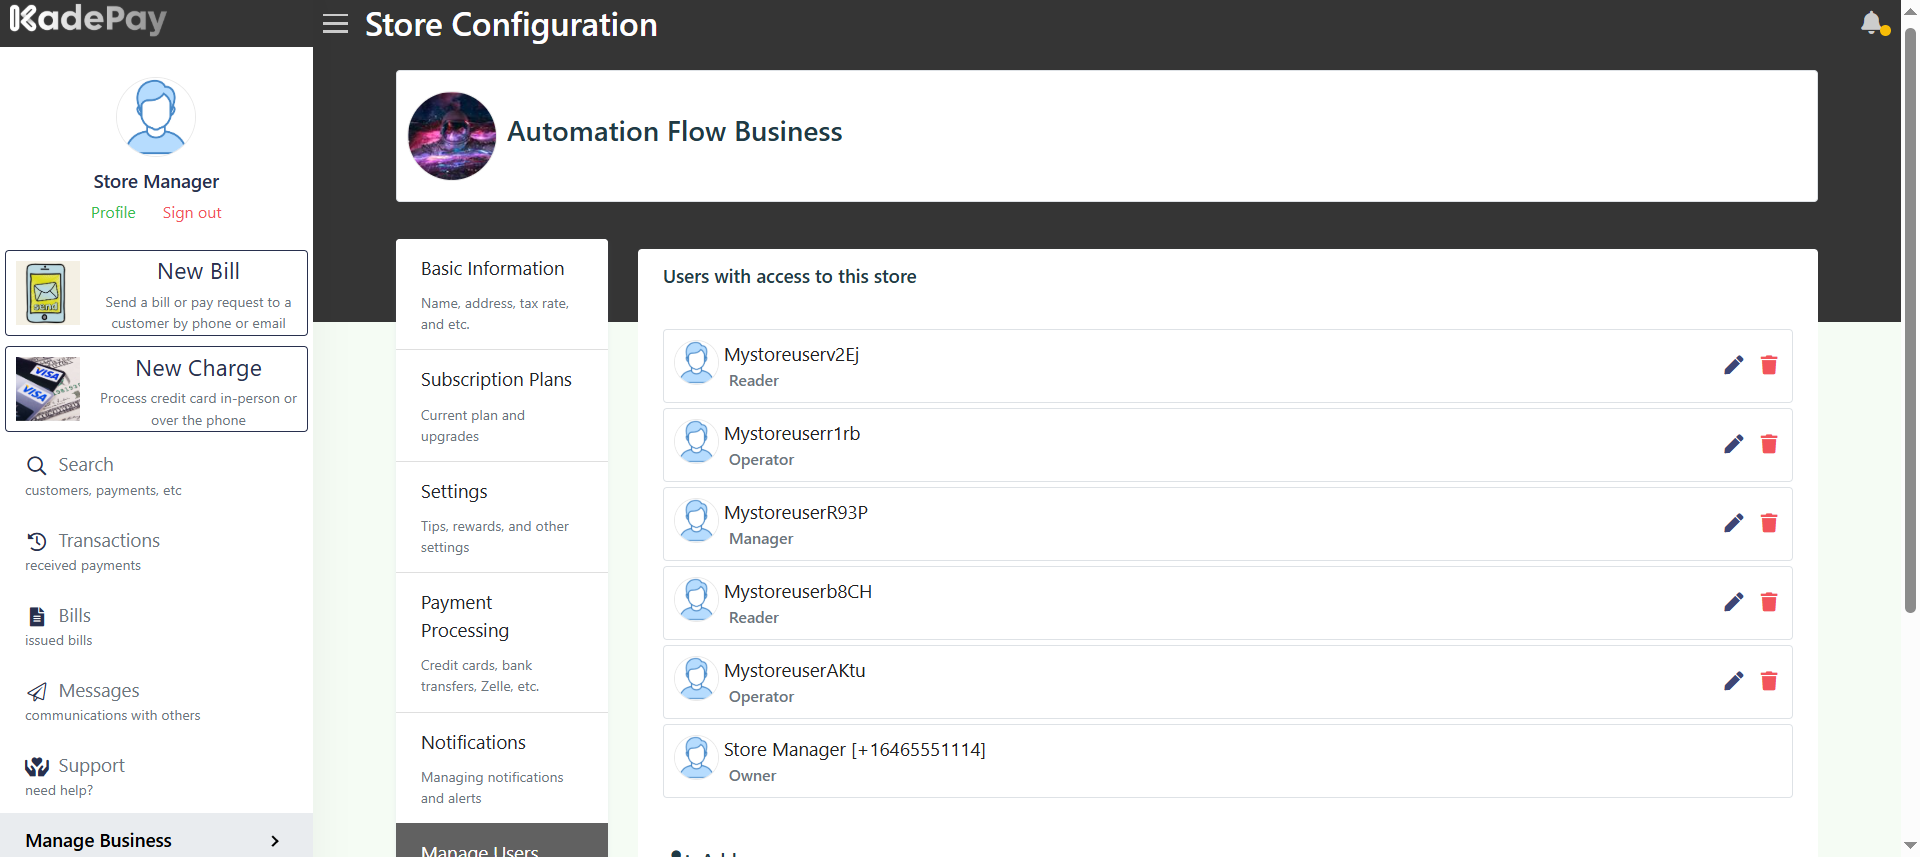 KadePay
Store Configuration
Automation Flow Business
Store Manager
Profile
Sign out
New Bill
Send a bill or pay request to a
customer by phone or email
New Charge
Process credit card in-person or
over the phone
Search
customers, payments, etc
Transactions
received payments
Bills
issued bills
Messages
communications with others
Support
need help?
Manage Business
Basic Information
Name, address, tax rate,
and etc.
Subscription Plans
Current plan and
upgrades
Settings
Tips, rewards, and other
settings
Payment
Processing
Credit cards, bank
transfers, Zelle, etc.
Notifications
Managing notifications
and alerts
Manage Users
Users with access to this store
Mystoreuserv2Ej
Reader
Mystoreuserr1rb
Operator
MystoreuserR93P
Manager
Mystoreuserb8CH
Reader
MystoreuserAKtu
Operator
Store Manager [+16465551114]
Owner